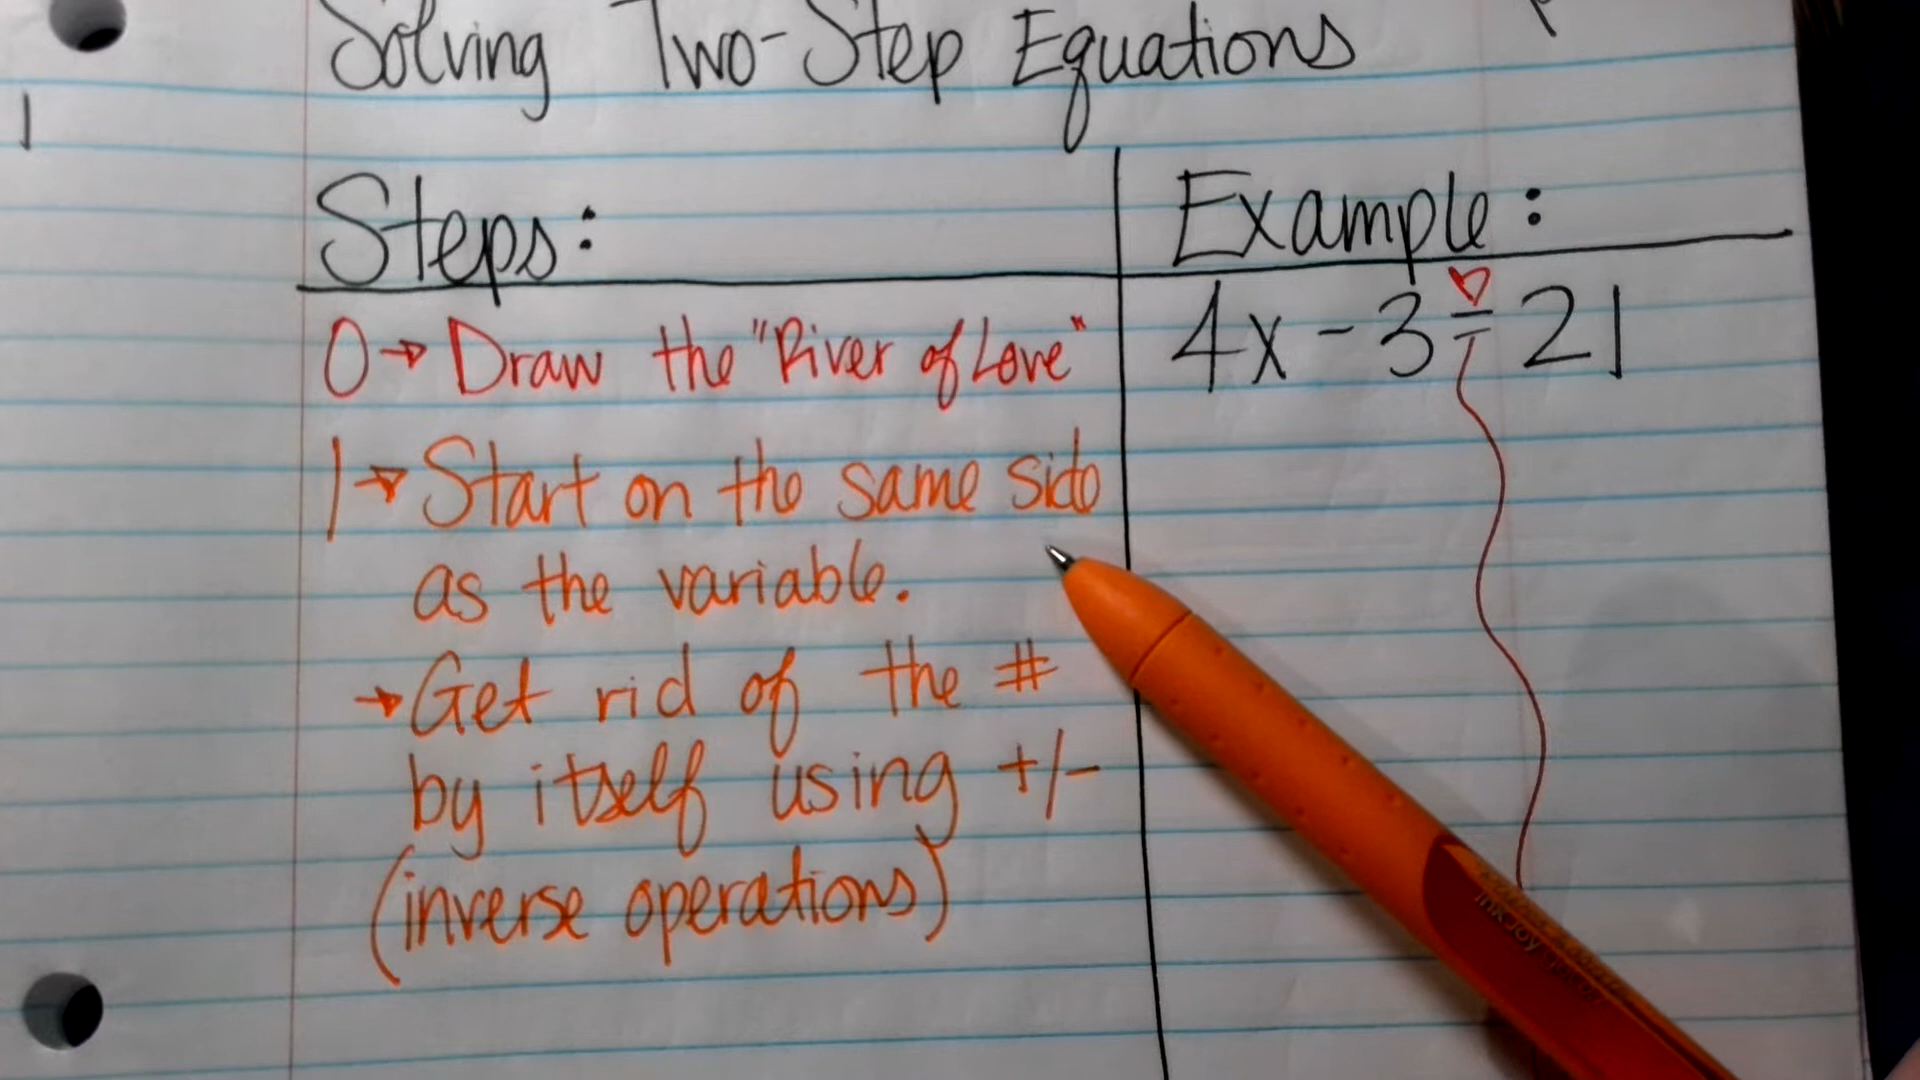 Solving Two-Step Equations
Steps:
Example:
0→ Draw the "River of Love"
4x - 3 = 21
1→ Start on the same side
as the variable.
→ Get rid of the #
by itself using +/-
(inverse operations)
InkJoy